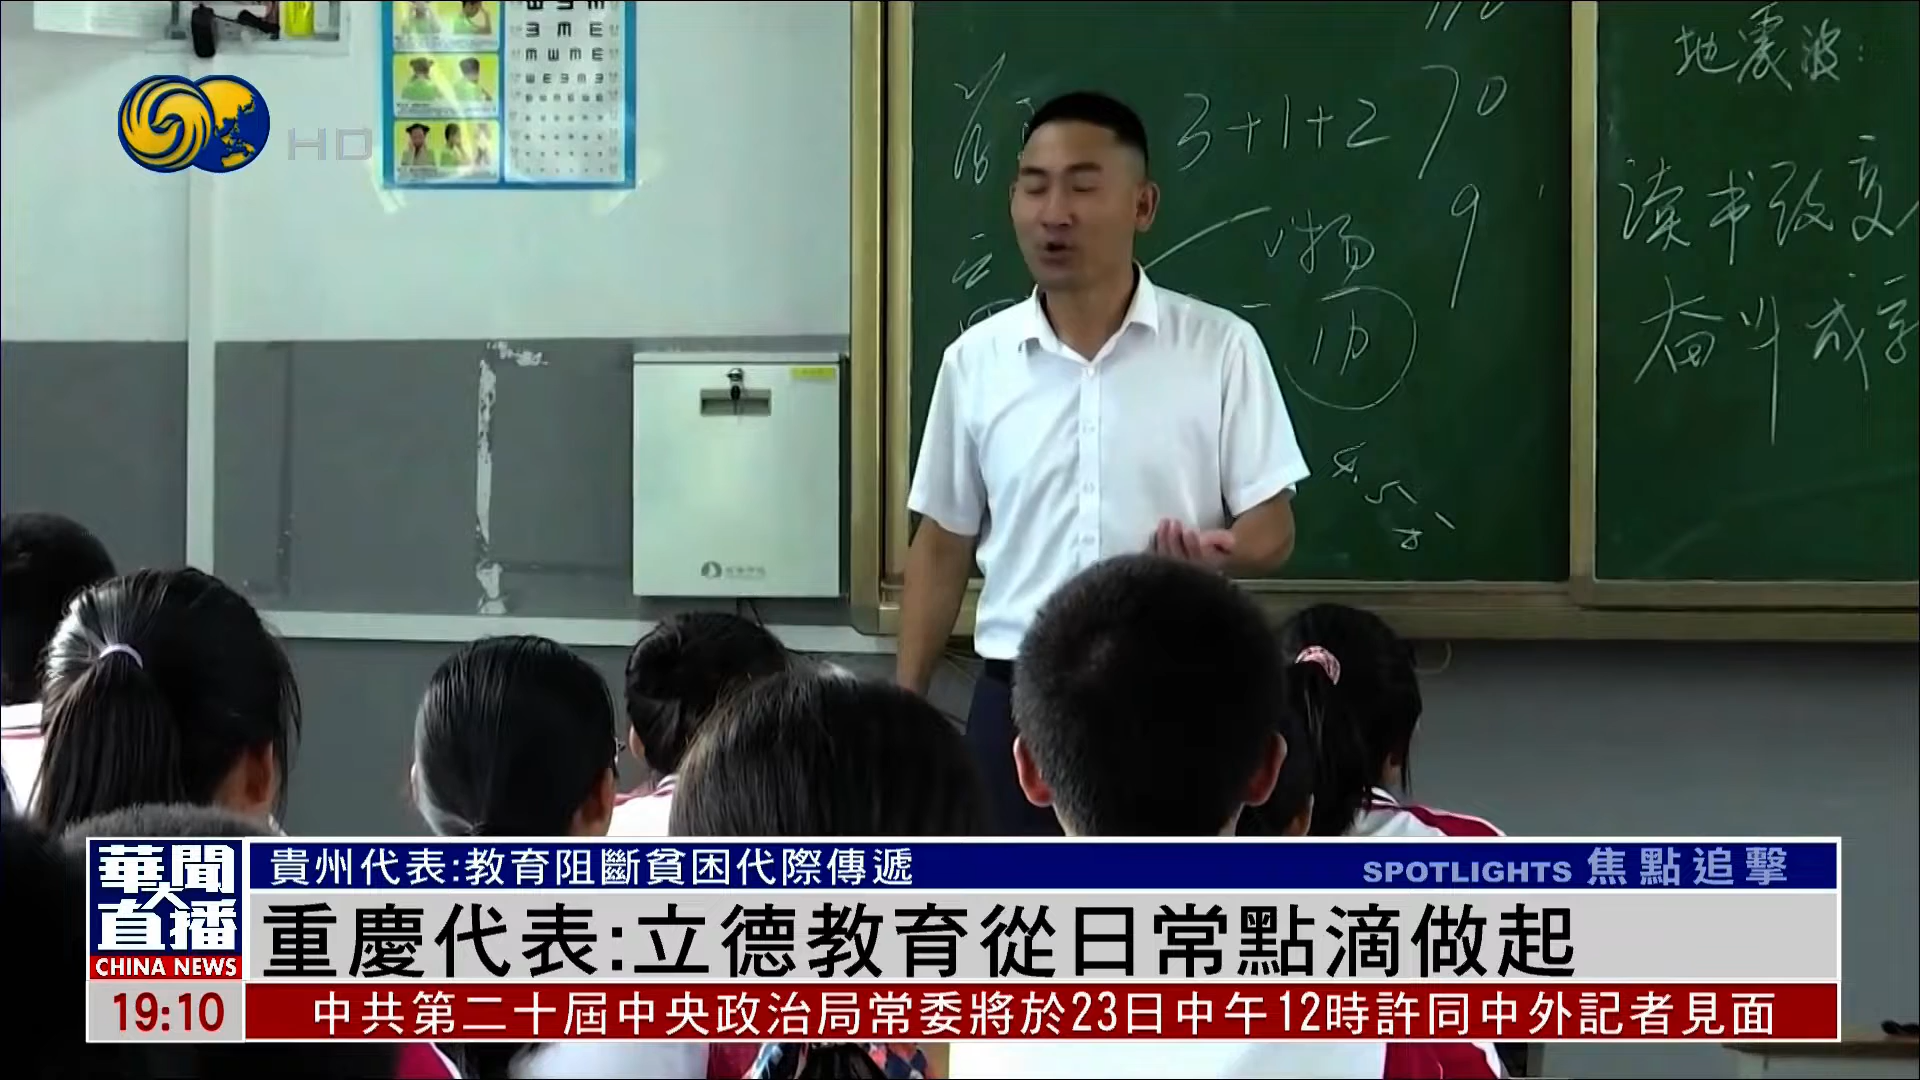 HD
3+1+2
70
9
物
地震波:
读书改变
奋斗成
貴州代表:教育阻斷貧困代際傳遞
SPOTLIGHTS 焦點追擊
華聞大直播
CHINA NEWS
重慶代表:立德教育從日常點滴做起
19:10
中共第二十屆中央政治局常委將於23日中午12時許同中外記者見面